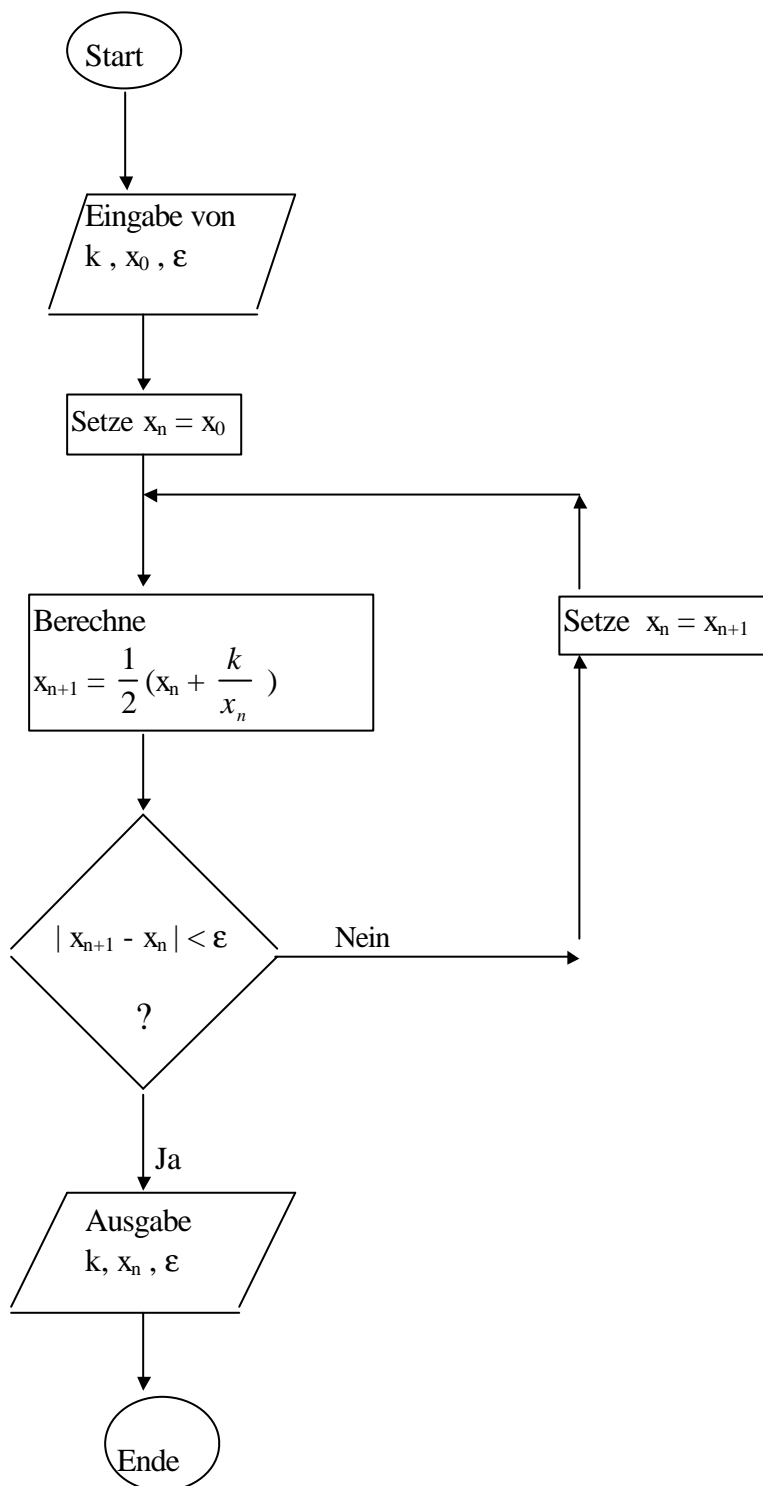 Start
Eingabe von
k , x₀ , ε
Setze xₙ = x₀
Berechne
xₙ₊₁ = 1/2 (xₙ + k/xₙ )
Setze xₙ = xₙ₊₁
| xₙ₊₁ - xₙ | < ε
?
Nein
Ja
Ausgabe
k, xₙ , ε
Ende